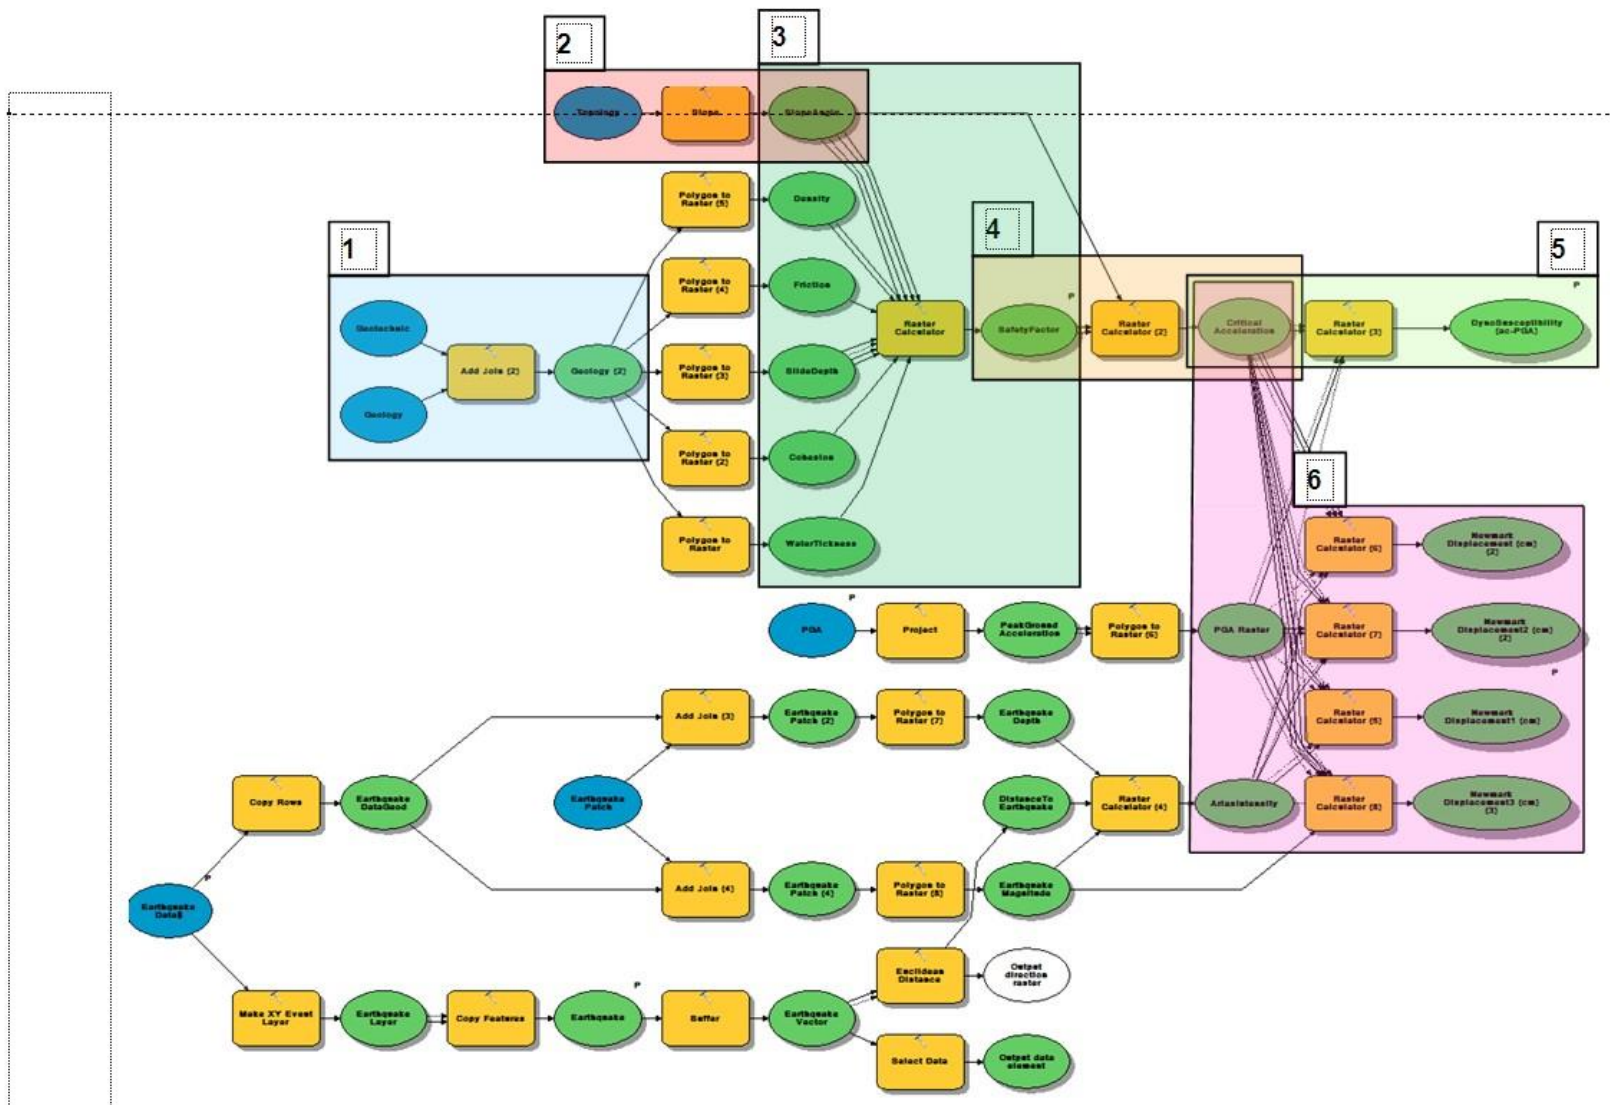 2
3
Topology
Slope
SlopeAngle
Polygon to
Raster (5)
Density
1
4
5
Polygon to
Raster (4)
Friction
P
P
Geotechnic
Raster
Calculator
SafetyFactor
Raster
Calculator (2)
Critical
Acceleration
Raster
Calculator (3)
DynoSusceptibility
(ac-PGA)
Add Join (2)
Geology (2)
Polygon to
Raster (3)
SlideDepth
Geology
Polygon to
Raster (2)
Cohesion
6
Polygon to
Raster
WaterTickness
Raster
Calculator (6)
Newmark
Displacement (cm)
(2)
P
PGA
Project
PeakGround
Acceleration
Polygon to
Raster (6)
PGA Raster
Raster
Calculator (7)
Newmark
Displacement2 (cm)
(2)
P
Add Join (3)
Earthquake
Patch (2)
Polygon to
Raster (7)
Earthquake
Depth
Raster
Calculator (5)
Newmark
Displacement1 (cm)
Copy Rows
Earthquake
DataGeod
Earthquake
Patch
DistanceTo
Earthquake
Raster
Calculator (4)
AriasIntensity
Raster
Calculator (8)
Newmark
Displacement3 (cm)
(3)
P
Add Join (4)
Earthquake
Patch (4)
Polygon to
Raster (8)
Earthquake
Magnitude
Earthquake
Data$
Euclidean
Distance
Output
direction
raster
P
Make XY Event
Layer
Earthquake
Layer
Copy Features
Earthquake
Buffer
Earthquake
Vector
Select Data
Output data
element